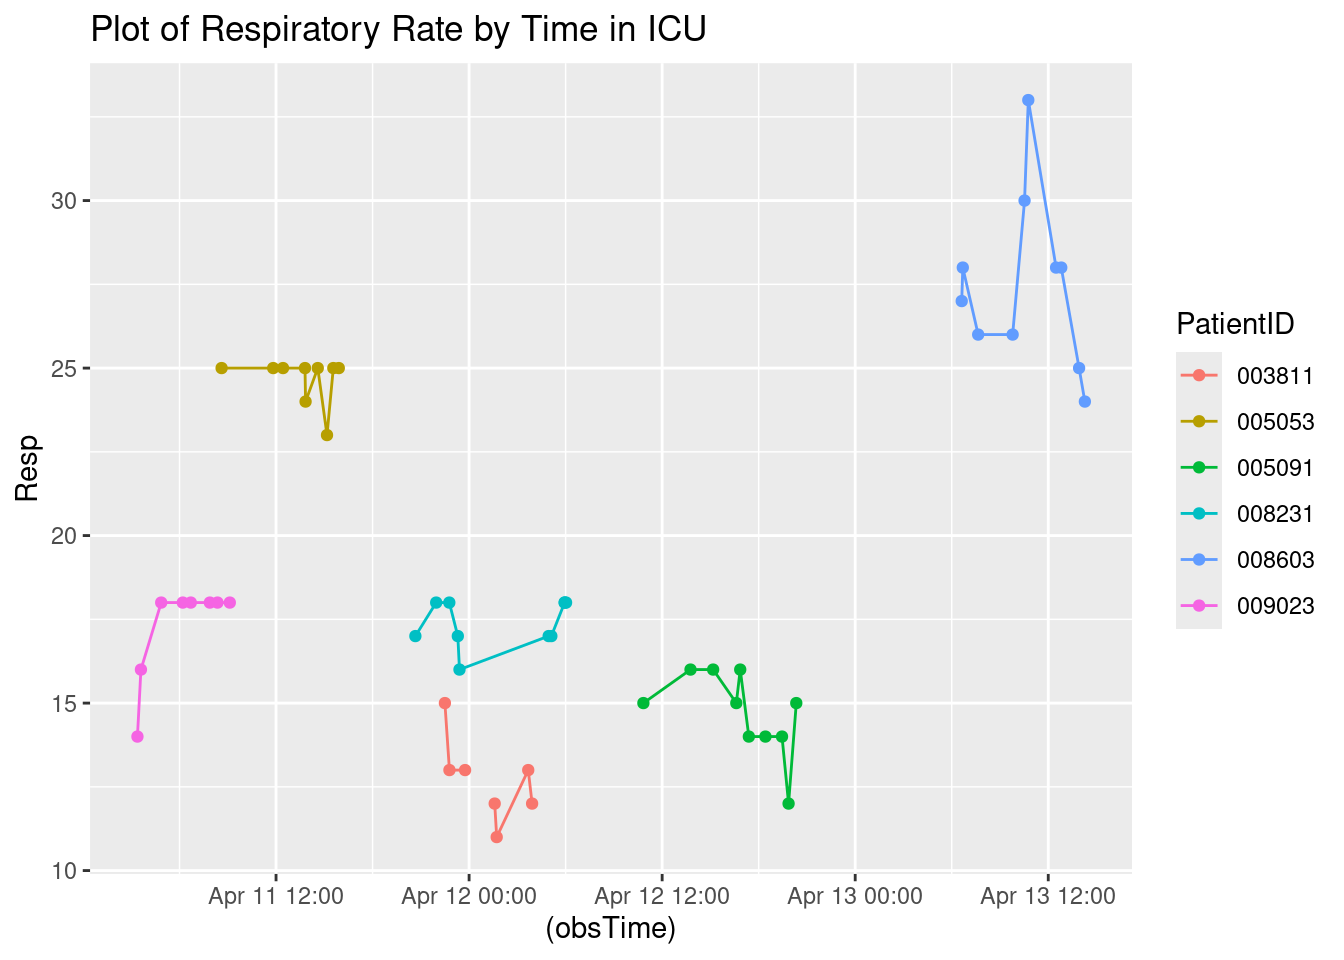 Plot of Respiratory Rate by Time in ICU
30
25
20
15
10
Resp
Apr 11 12:00 Apr 12 00:00 Apr 12 12:00 Apr 13 00:00 Apr 13 12:00
(obsTime)
PatientID
003811
005053
005091
008231
008603
009023